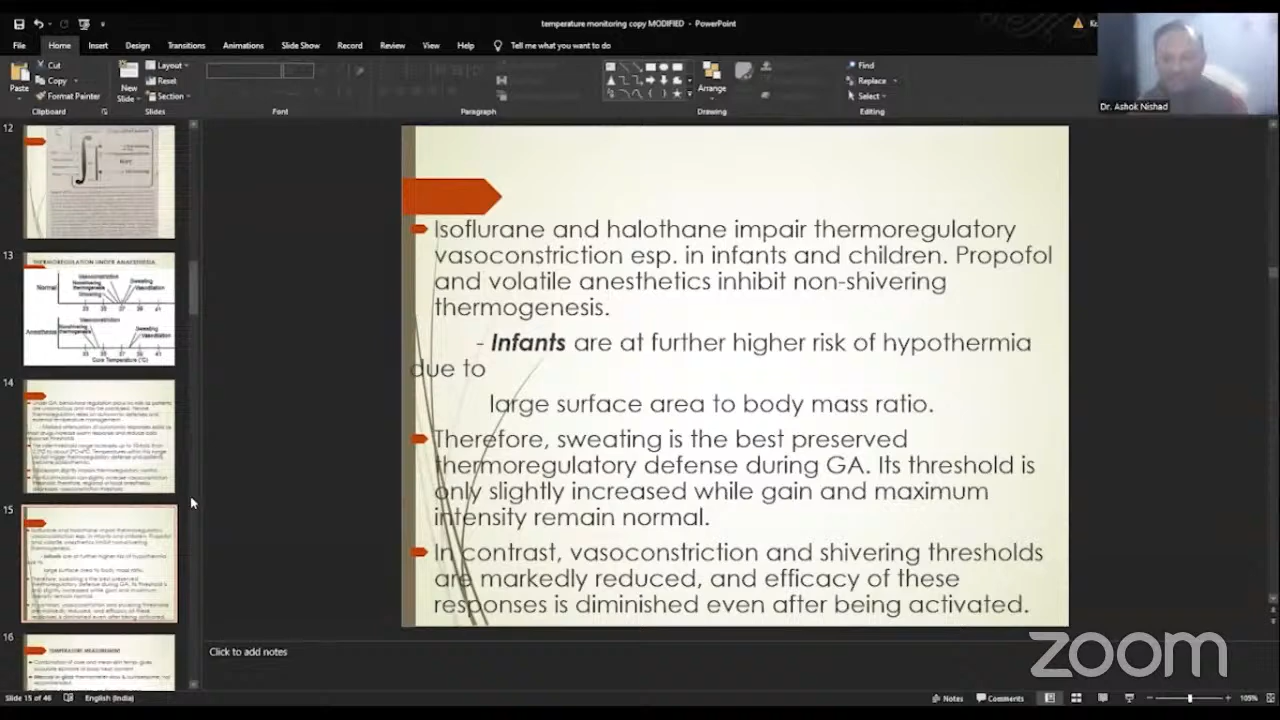 temperature monitoring copy MODIFIED - PowerPoint
File Home Insert Design Transitions Animations Slide Show Record Review View Help Tell me what you want to do
Paste
Cut
Copy
Format Painter
Clipboard
New Slide
Layout
Reset
Section
Slides
Font
Paragraph
Arrange
Drawing
Find
Replace
Select
Editing
Dr. Ashok Nishad
12
13
THERMOREGULATION UNDER ANAESTHESIA
Normal
14
15
16
TEMPERATURE MEASUREMENT
Isoflurane and halothane impair thermoregulatory
vasoconstriction esp. in infants and children. Propofol
and volatile anesthetics inhibit non-shivering
thermogenesis.
- Infants are at further higher risk of hypothermia
due to
large surface area to body mass ratio.
Therefore, sweating is the best preserved
thermoregulatory defense during GA. Its threshold is
only slightly increased while gain and maximum
intensity remain normal.
In contrast, vasoconstriction and shivering thresholds
are markedly reduced, and efficacy of these
responses is diminished even after being activated.
Click to add notes
zoom
Slide 15 of 46 English (India) Notes Comments 105%